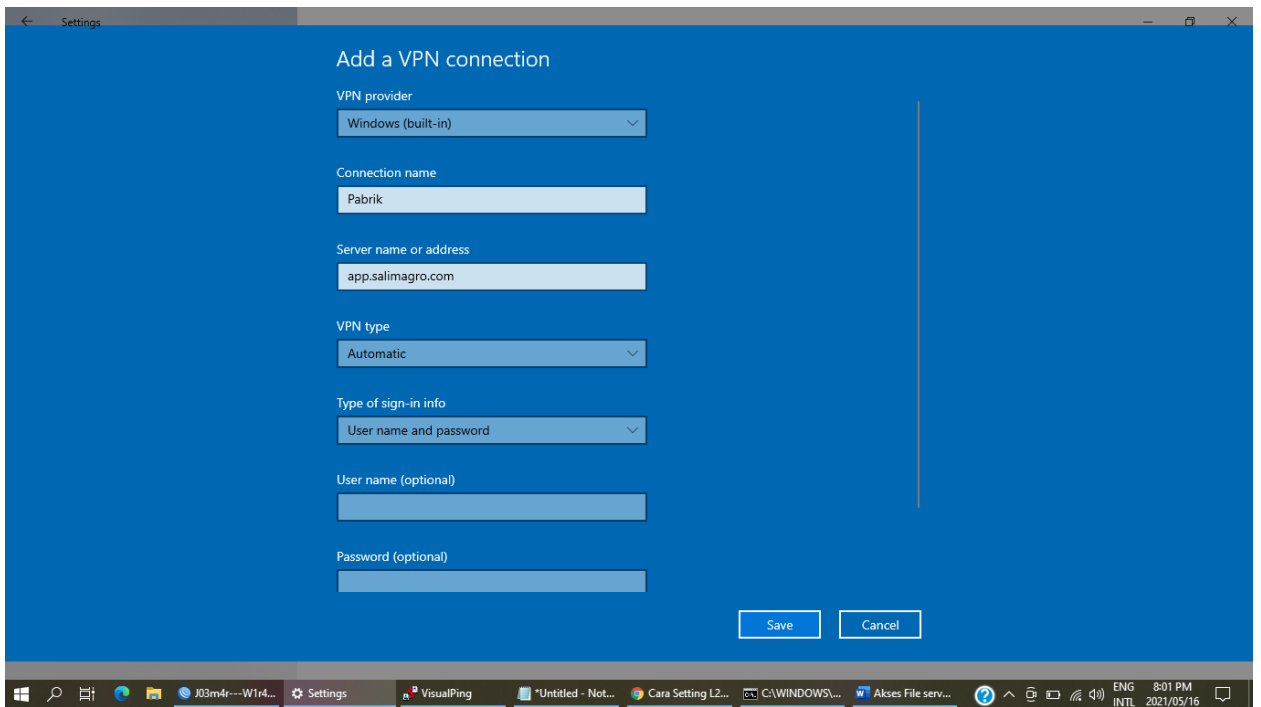 Settings
Add a VPN connection
VPN provider
Windows (built-in)
Connection name
Pabrik
Server name or address
app.salimagro.com
VPN type
Automatic
Type of sign-in info
User name and password
User name (optional)
Password (optional)
Save Cancel
J03m4r---W1r4... Settings VisualPing *Untitled - Not... Cara Setting L2... C:\WINDOWS\... Akses File serv... ENG 8:01 PM
INTL 2021/05/16